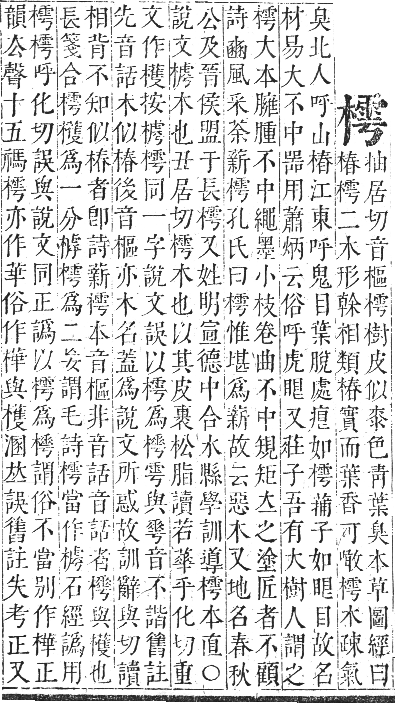 樗
抽居切音樞樗樹皮似桼色靑葉臭本草圖經曰
椿樗二木形榦相類椿實而葉香可噉樗木疎氣
臭北人呼山椿江東呼鬼目葉脫處痕如樗蒱子如眼目故名
材易大不中器用蕭炳云俗呼虎眼又莊子吾有大樹人謂之
樗大本臃腫不中繩墨小枝卷曲不中規矩立之塗匠者不顧
詩豳風采荼薪樗孔氏曰樗惟堪爲薪故云惡木又地名春秋
公及晉侯盟于長樗又姓明宣德中合水縣學訓導樗本直〇
說文樗木也丑居切樗木也以其皮裹松脂讀若華乎化切重
文作檴按樗樗同一字說文誤以樗爲樗雩與雩音不諧舊註
先音話木似椿後音樞亦木名蓋爲說文所惑故訓辭與切讀
相背不知似椿者卽詩薪樗本音樞非音話音話者樗與檴也
長箋合樗檴爲一分樗樗爲二妄謂毛詩樗當作樗石經譌用
樗樗呼化切誤與說文同正譌以樗爲樗謂俗不當別作樺正
韻厺聲十五禡樗亦作華俗作樺與檴溷𠀤誤舊註失考正又